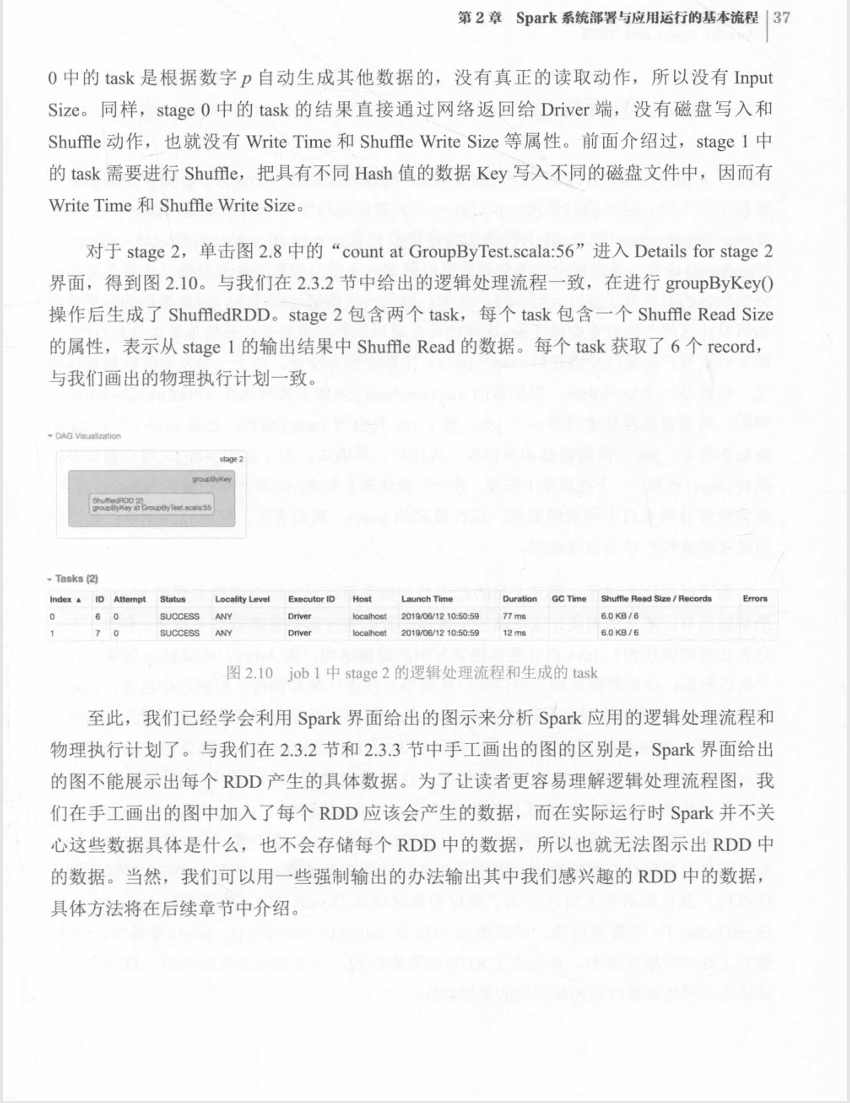 第 2 章 Spark 系统部署与应用运行的基本流程 37
0 中的 task 是根据数字 p 自动生成其他数据的，没有真正的读取动作，所以没有 Input
Size。同样，stage 0 中的 task 的结果直接通过网络返回给 Driver 端，没有磁盘写入和
Shuffle 动作，也就没有 Write Time 和 Shuffle Write Size 等属性。前面介绍过，stage 1 中
的 task 需要进行 Shuffle，把具有不同 Hash 值的数据 Key 写入不同的磁盘文件中，因而有
Write Time 和 Shuffle Write Size。
对于 stage 2，单击图 2.8 中的“count at GroupByTest.scala:56”进入 Details for stage 2
界面，得到图 2.10。与我们在 2.3.2 节中给出的逻辑处理流程一致，在进行 groupByKey()
操作后生成了 ShuffledRDD。stage 2 包含两个 task，每个 task 包含一个 Shuffle Read Size
的属性，表示从 stage 1 的输出结果中 Shuffle Read 的数据。每个 task 获取了 6 个 record，
与我们画出的物理执行计划一致。
DAG Visualization
stage 2
groupByKey
ShuffledRDD [2]
groupByKey at GroupByTest.scala:55
Tasks (2)
Index ▲ ID Attempt Status Locality Level Executor ID Host Launch Time Duration GC Time Shuffle Read Size / Records Errors
0 6 0 SUCCESS ANY Driver localhost 2019/06/12 10:50:59 77 ms 6.0 KB / 6
1 7 0 SUCCESS ANY Driver localhost 2019/06/12 10:50:59 12 ms 6.0 KB / 6
图 2.10 job 1 中 stage 2 的逻辑处理流程和生成的 task
至此，我们已经学会利用 Spark 界面给出的图示来分析 Spark 应用的逻辑处理流程和
物理执行计划了。与我们在 2.3.2 节和 2.3.3 节中手工画出的图的区别是，Spark 界面给出
的图不能展示出每个 RDD 产生的具体数据。为了让读者更容易理解逻辑处理流程图，我
们在手工画出的图中加入了每个 RDD 应该会产生的数据，而在实际运行时 Spark 并不关
心这些数据具体是什么，也不会存储每个 RDD 中的数据，所以也就无法图示出 RDD 中
的数据。当然，我们可以用一些强制输出的办法输出其中我们感兴趣的 RDD 中的数据，
具体方法将在后续章节中介绍。